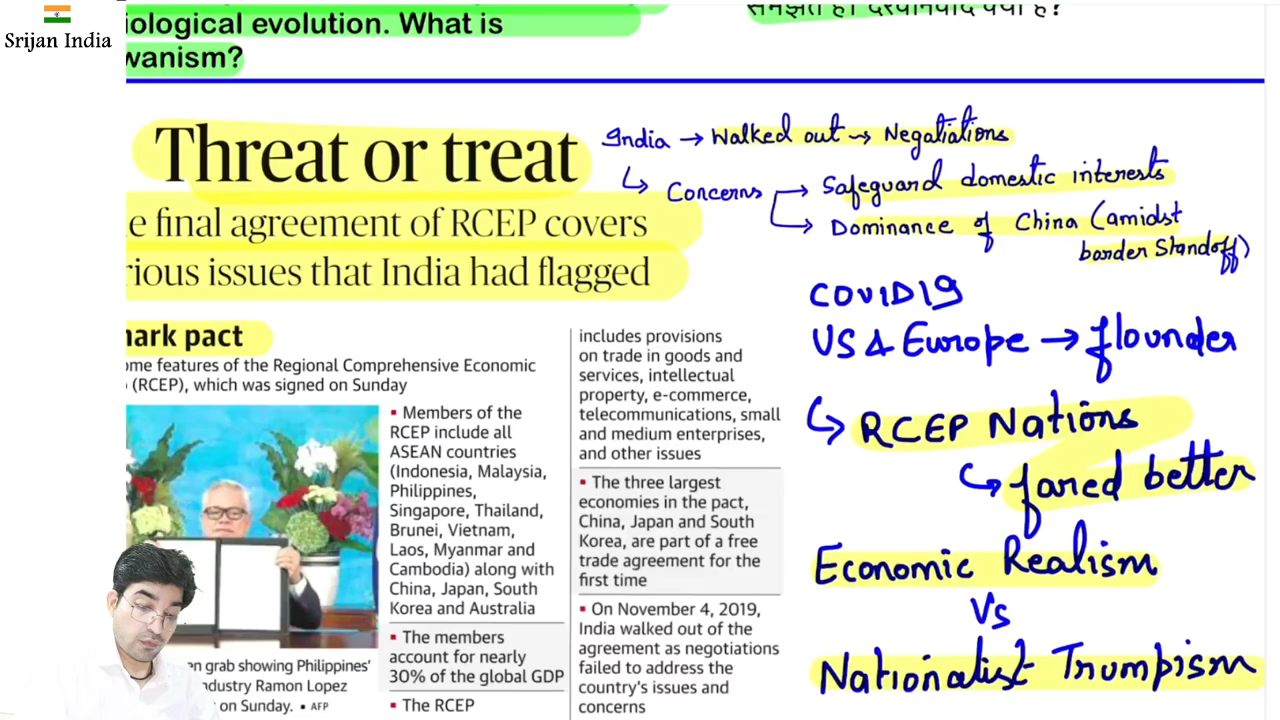 Srijan India
iological evolution. What is
wanism?
समझते हैं। दरवानवाद क्या है?
Threat or treat
e final agreement of RCEP covers
rious issues that India had flagged
mark pact
ome features of the Regional Comprehensive Economic
(RCEP), which was signed on Sunday
▪ Members of the
RCEP include all
ASEAN countries
(Indonesia, Malaysia,
Philippines,
Singapore, Thailand,
Brunei, Vietnam,
Laos, Myanmar and
Cambodia) along with
China, Japan, South
Korea and Australia
▪ The members
account for nearly
30% of the global GDP
▪ The RCEP
includes provisions
on trade in goods and
services, intellectual
property, e-commerce,
telecommunications, small
and medium enterprises,
and other issues
▪ The three largest
economies in the pact,
China, Japan and South
Korea, are part of a free
trade agreement for the
first time
▪ On November 4, 2019,
India walked out of the
agreement as negotiations
failed to address the
country's issues and
concerns
en grab showing Philippines'
dustry Ramon Lopez
on Sunday. • AFP
India → Walked out → Negotiations
↳ Concerns → Safeguard domestic interests
→ Dominance of China (amidst
border Standoff)
COVID19
US & Europe → flounder
↳ RCEP Nations
↳ fared better
Economic Realism
Vs
Nationalist Trumpism